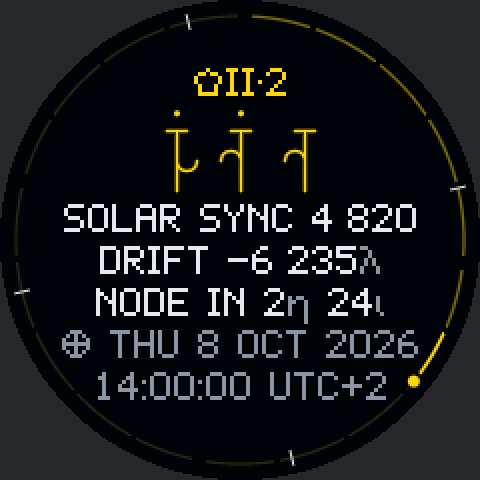 ⌂II·2
SOLAR SYNC 4 820
DRIFT −6 235λ
NODE IN 2η 24ι
⊕ THU 8 OCT 2026
14:00:00 UTC+2